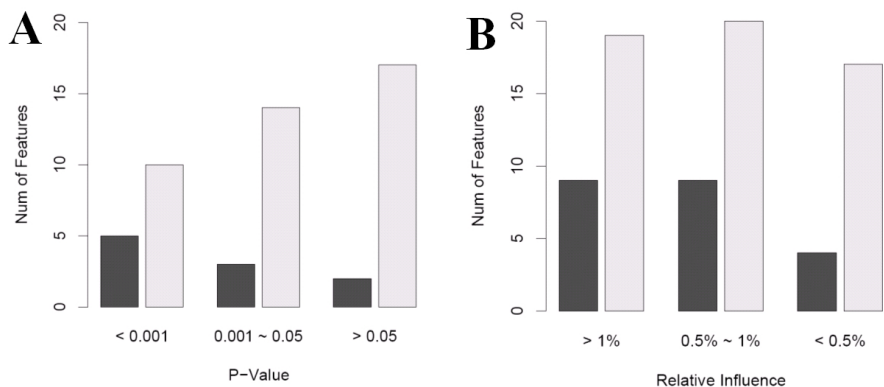 A
Num of Features
20
15
10
5
0
< 0.001
0.001 ~ 0.05
> 0.05
P−Value
B
Num of Features
20
15
10
5
0
> 1%
0.5% ~ 1%
< 0.5%
Relative Influence